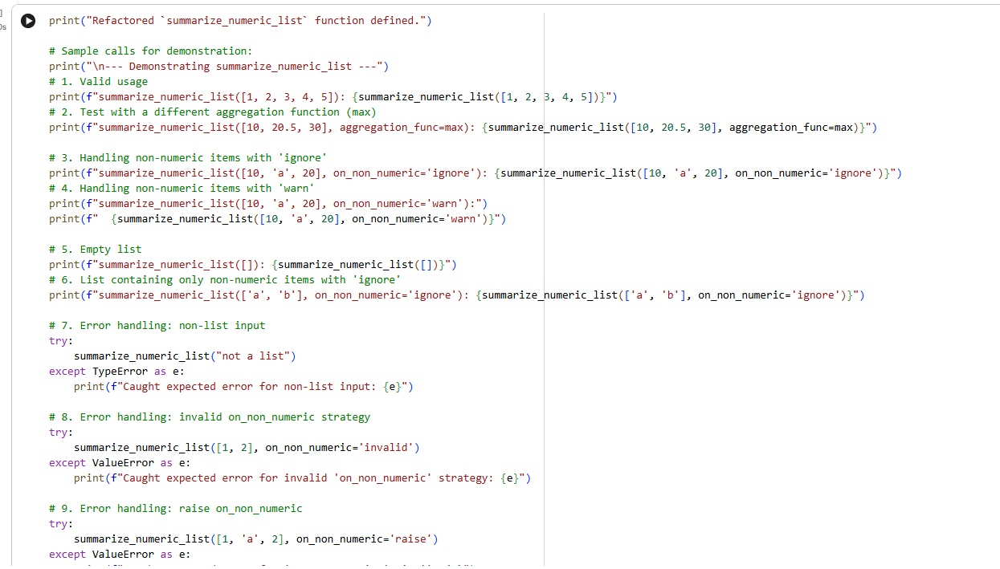 ]
0s
print("Refactored `summarize_numeric_list` function defined.")
# Sample calls for demonstration:
print("\n--- Demonstrating summarize_numeric_list ---")
# 1. Valid usage
print(f"summarize_numeric_list([1, 2, 3, 4, 5]): {summarize_numeric_list([1, 2, 3, 4, 5])}")
# 2. Test with a different aggregation function (max)
print(f"summarize_numeric_list([10, 20.5, 30], aggregation_func=max): {summarize_numeric_list([10, 20.5, 30], aggregation_func=max)}")
# 3. Handling non-numeric items with 'ignore'
print(f"summarize_numeric_list([10, 'a', 20], on_non_numeric='ignore'): {summarize_numeric_list([10, 'a', 20], on_non_numeric='ignore')}")
# 4. Handling non-numeric items with 'warn'
print(f"summarize_numeric_list([10, 'a', 20], on_non_numeric='warn'):")
print(f"  {summarize_numeric_list([10, 'a', 20], on_non_numeric='warn')}")
# 5. Empty list
print(f"summarize_numeric_list([]): {summarize_numeric_list([])}")
# 6. List containing only non-numeric items with 'ignore'
print(f"summarize_numeric_list(['a', 'b'], on_non_numeric='ignore'): {summarize_numeric_list(['a', 'b'], on_non_numeric='ignore')}")
# 7. Error handling: non-list input
try:
    summarize_numeric_list("not a list")
except TypeError as e:
    print(f"Caught expected error for non-list input: {e}")
# 8. Error handling: invalid on_non_numeric strategy
try:
    summarize_numeric_list([1, 2], on_non_numeric='invalid')
except ValueError as e:
    print(f"Caught expected error for invalid 'on_non_numeric' strategy: {e}")
# 9. Error handling: raise on_non_numeric
try:
    summarize_numeric_list([1, 'a', 2], on_non_numeric='raise')
except ValueError as e: